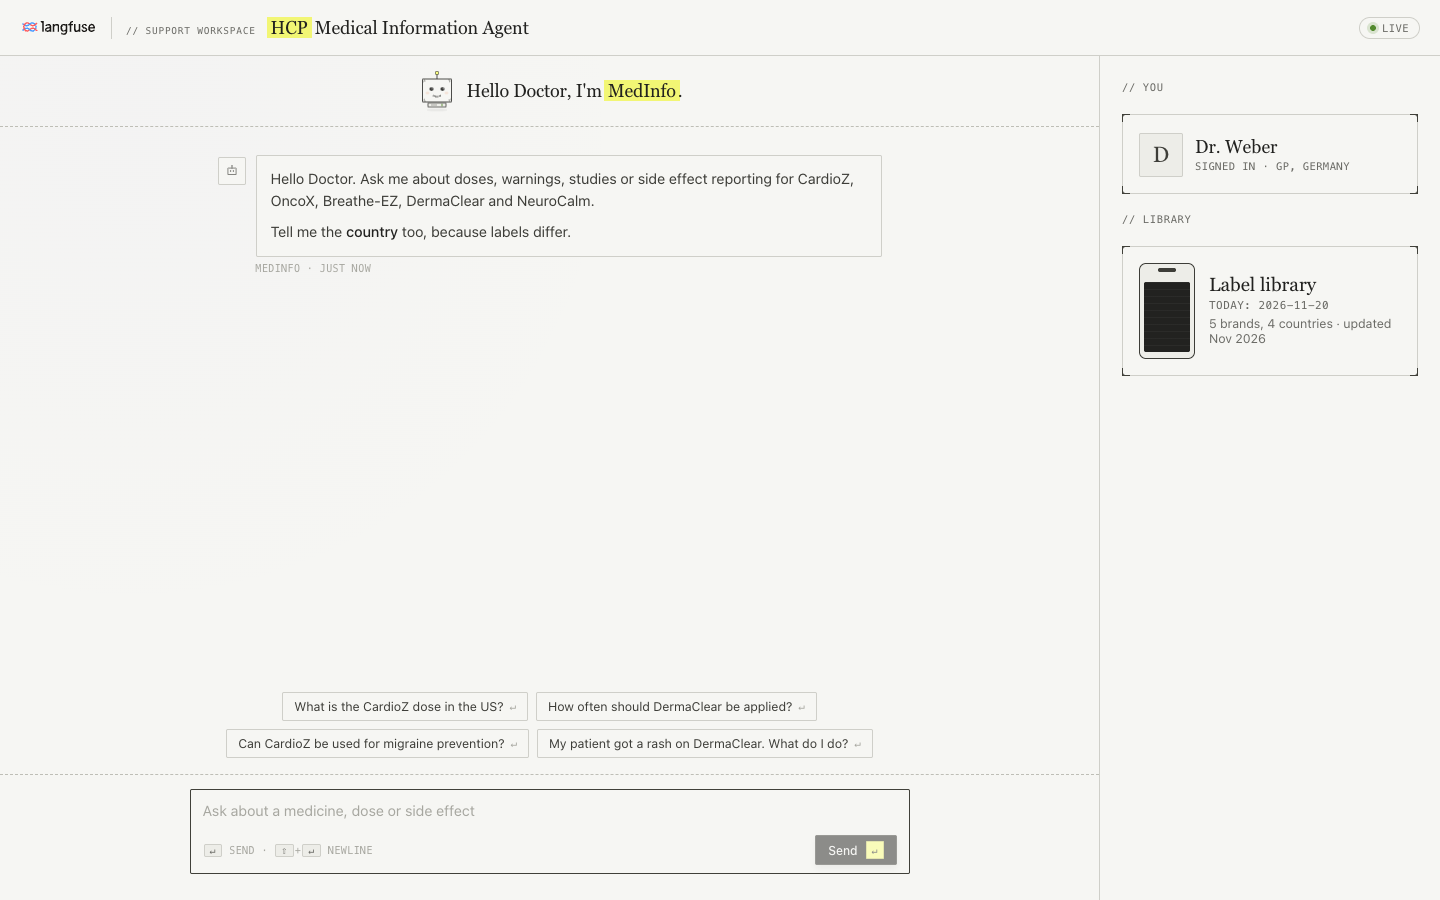 langfuse
// SUPPORT WORKSPACE
HCP Medical Information Agent
LIVE
Hello Doctor, I'm MedInfo.
Hello Doctor. Ask me about doses, warnings, studies or side effect reporting for CardioZ,
OncoX, Breathe-EZ, DermaClear and NeuroCalm.
Tell me the country too, because labels differ.
MEDINFO · JUST NOW
What is the CardioZ dose in the US? ↵
How often should DermaClear be applied? ↵
Can CardioZ be used for migraine prevention? ↵
My patient got a rash on DermaClear. What do I do? ↵
Ask about a medicine, dose or side effect
↵ SEND · ⇧+↵ NEWLINE
Send ↵
// YOU
D
Dr. Weber
SIGNED IN · GP, GERMANY
// LIBRARY
Label library
TODAY: 2026-11-20
5 brands, 4 countries · updated
Nov 2026